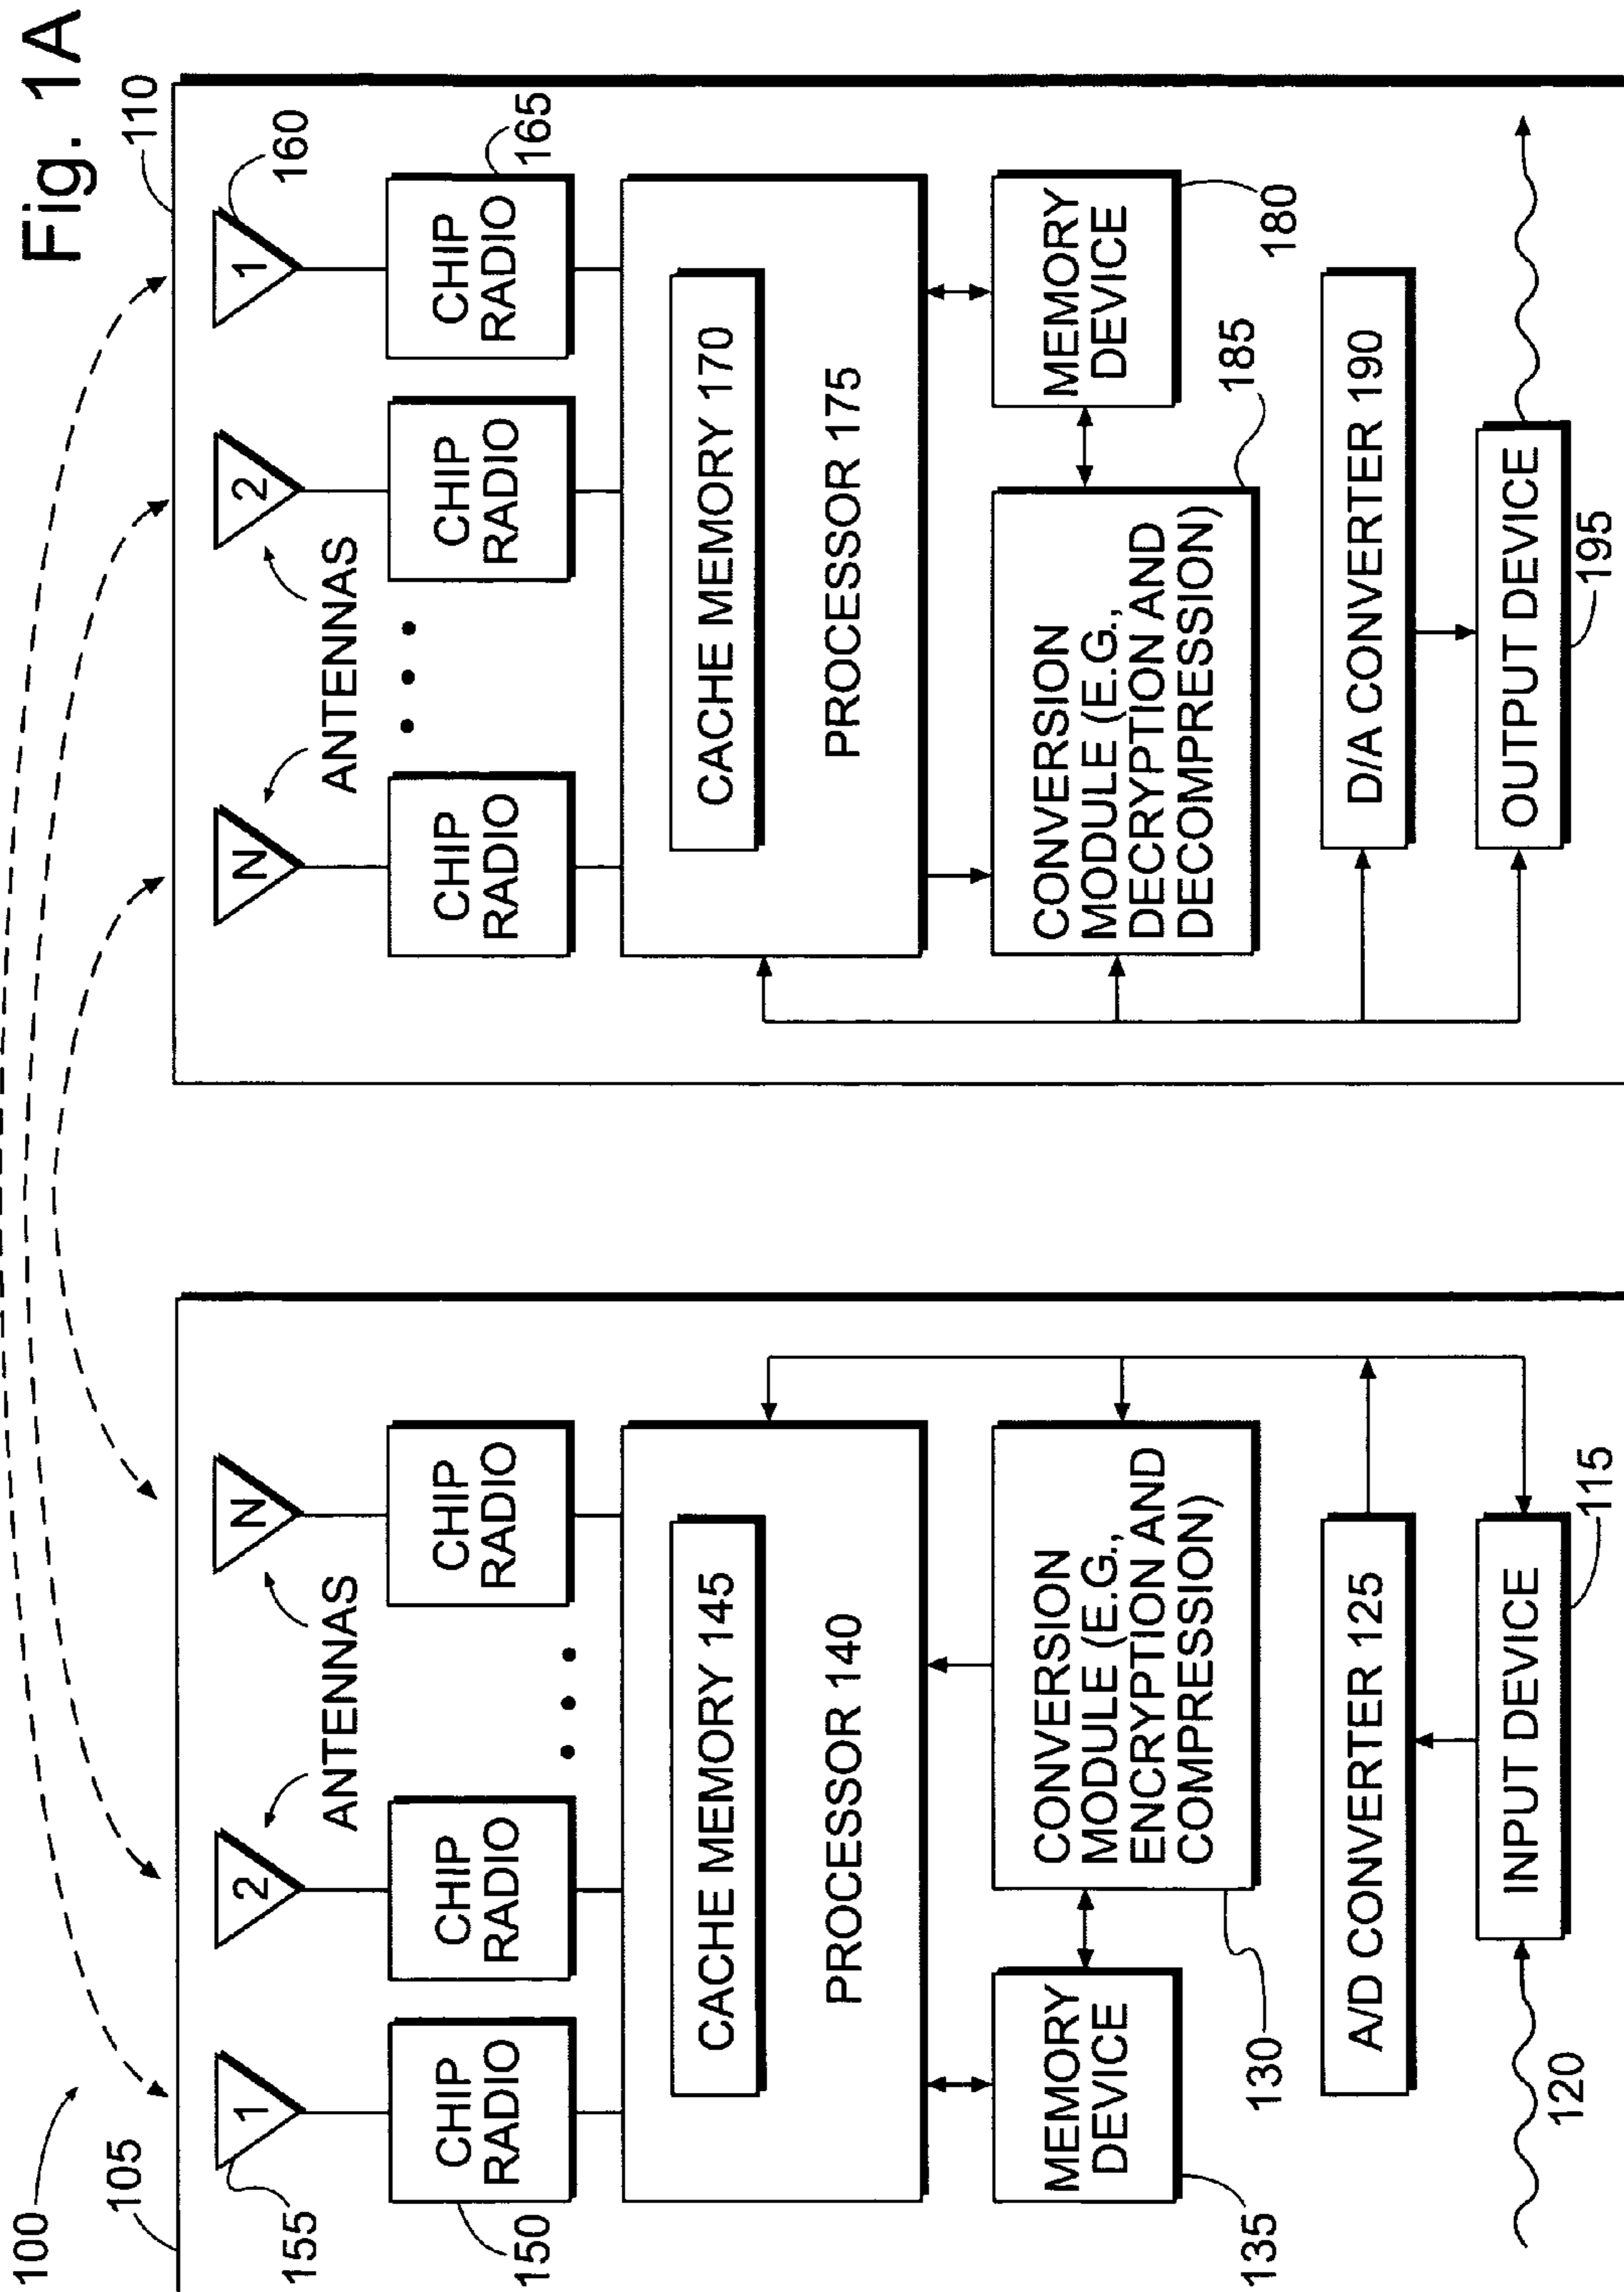 Fig. 1A
100
105
110
155
1
2
N
ANTENNAS
150
CHIP
RADIO
CHIP
RADIO
CHIP
RADIO
CACHE MEMORY 145
PROCESSOR 140
MEMORY
DEVICE
135
CONVERSION
MODULE (E.G.,
ENCRYPTION AND
COMPRESSION)
130
A/D CONVERTER 125
INPUT DEVICE
115
120
N
2
1
160
ANTENNAS
CHIP
RADIO
CHIP
RADIO
CHIP
RADIO
165
CACHE MEMORY 170
PROCESSOR 175
CONVERSION
MODULE (E.G.,
DECRYPTION AND
DECOMPRESSION)
185
MEMORY
DEVICE
180
D/A CONVERTER 190
OUTPUT DEVICE
195